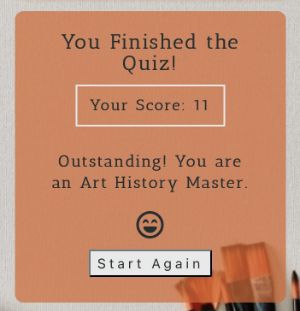 You Finished the
Quiz!
Your Score: 11
Outstanding! You are
an Art History Master.
Start Again